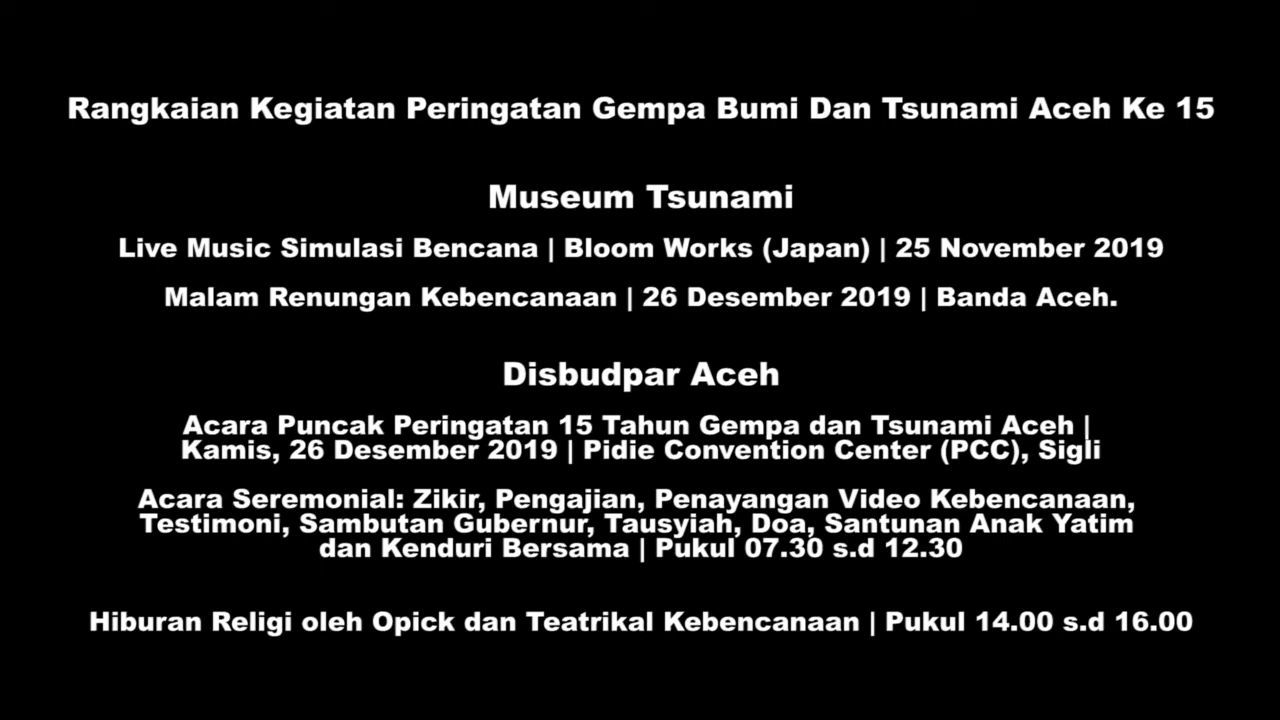 Rangkaian Kegiatan Peringatan Gempa Bumi Dan Tsunami Aceh Ke 15
Museum Tsunami
Live Music Simulasi Bencana | Bloom Works (Japan) | 25 November 2019
Malam Renungan Kebencanaan | 26 Desember 2019 | Banda Aceh.
Disbudpar Aceh
Acara Puncak Peringatan 15 Tahun Gempa dan Tsunami Aceh |
Kamis, 26 Desember 2019 | Pidie Convention Center (PCC), Sigli
Acara Seremonial: Zikir, Pengajian, Penayangan Video Kebencanaan,
Testimoni, Sambutan Gubernur, Tausyiah, Doa, Santunan Anak Yatim
dan Kenduri Bersama | Pukul 07.30 s.d 12.30
Hiburan Religi oleh Opick dan Teatrikal Kebencanaan | Pukul 14.00 s.d 16.00